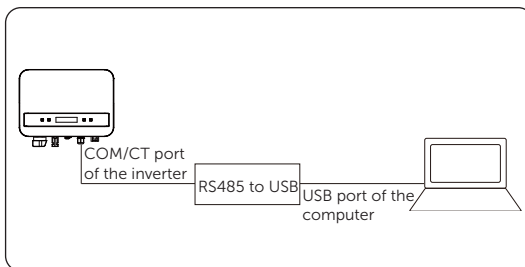 COM/CT port
of the inverter
RS485 to USB
USB port of the
computer